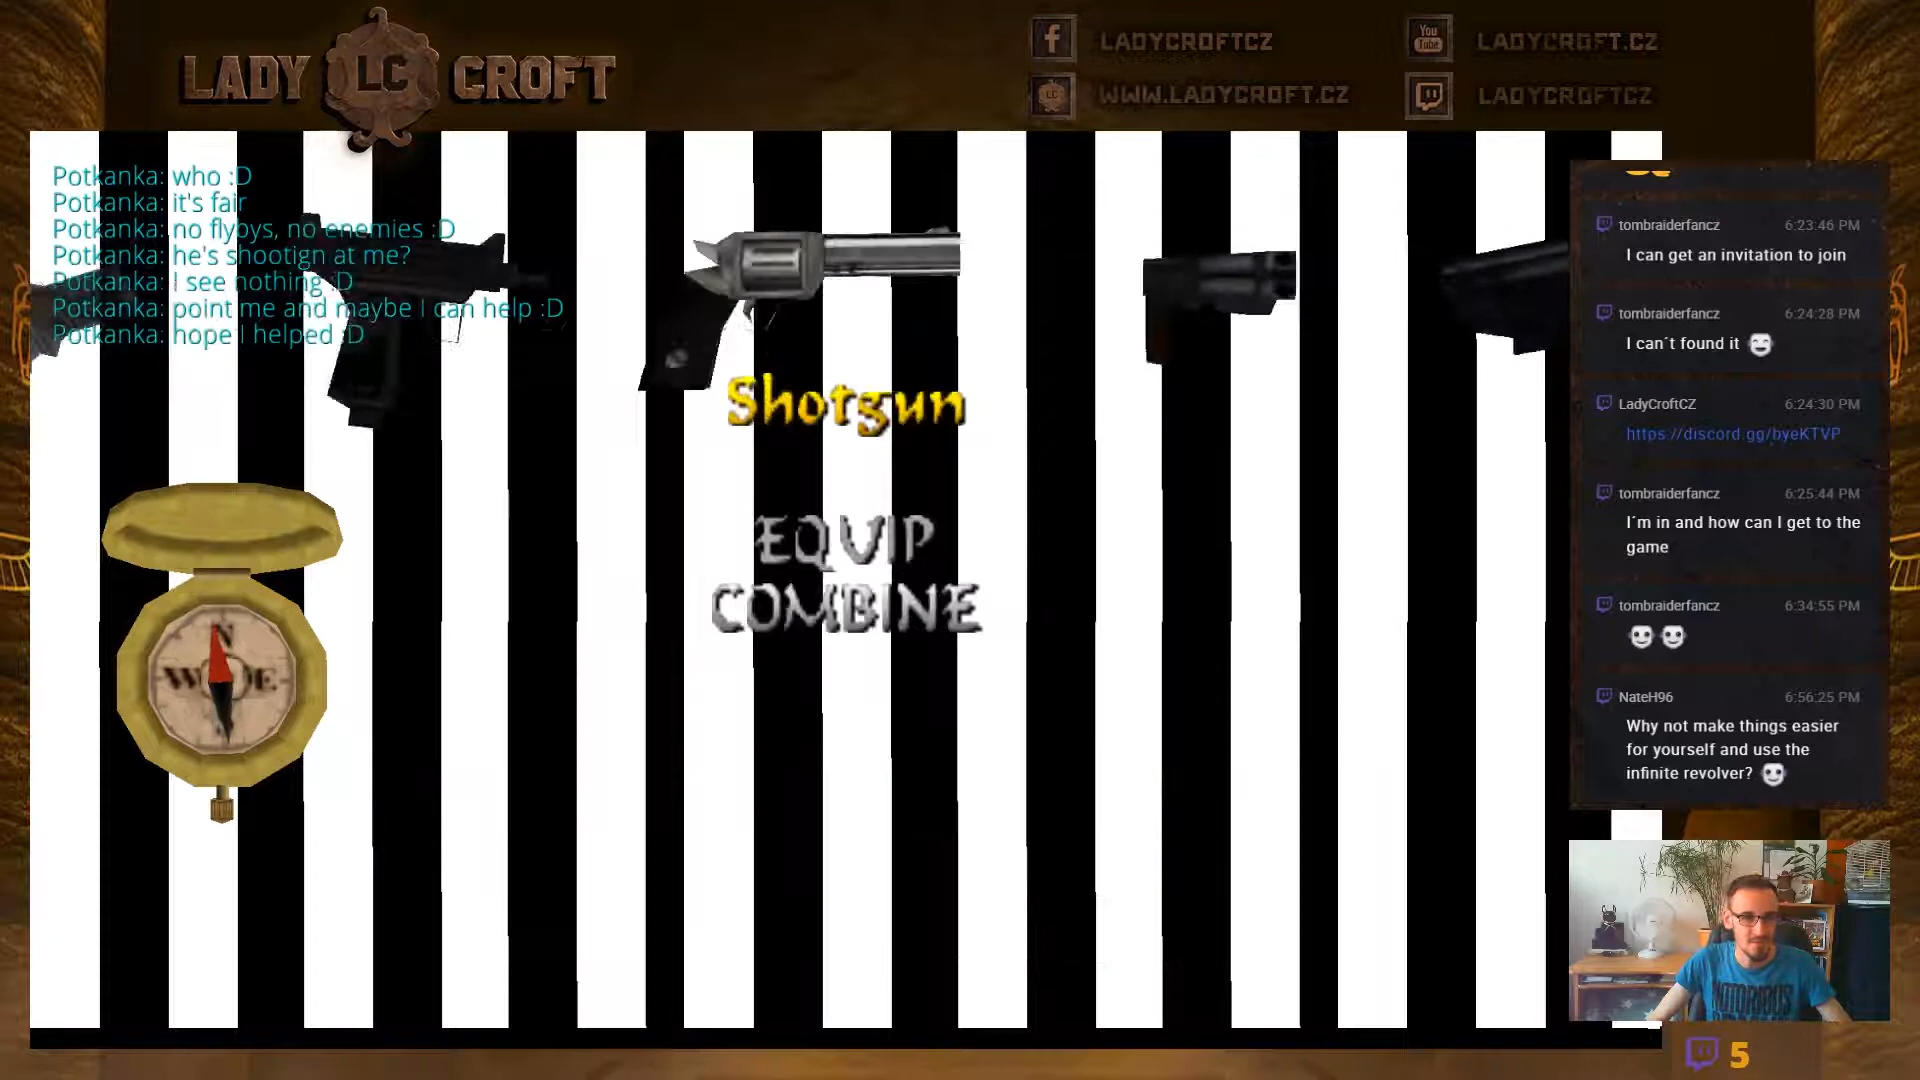 LADY LC CROFT
LADYCROFTCZ
LADYCROFT.CZ
WWW.LADYCROFT.CZ
LADYCROFTCZ
Potkanka: who :D
Potkanka: it's fair
Potkanka: no flybys, no enemies :D
Potkanka: he's shootign at me?
Potkanka: I see nothing :D
Potkanka: point me and maybe I can help :D
Potkanka: hope I helped :D
Shotgun
EQUIP
COMBINE
N
W E
tombraiderfancz 6:23:46 PM
I can get an invitation to join
tombraiderfancz 6:24:28 PM
I can´t found it
LadyCroftCZ 6:24:30 PM
https://discord.gg/byeKTVP
tombraiderfancz 6:25:44 PM
I´m in and how can I get to the
game
tombraiderfancz 6:34:55 PM
NateH96 6:56:25 PM
Why not make things easier
for yourself and use the
infinite revolver?
NOTORIOUS
5